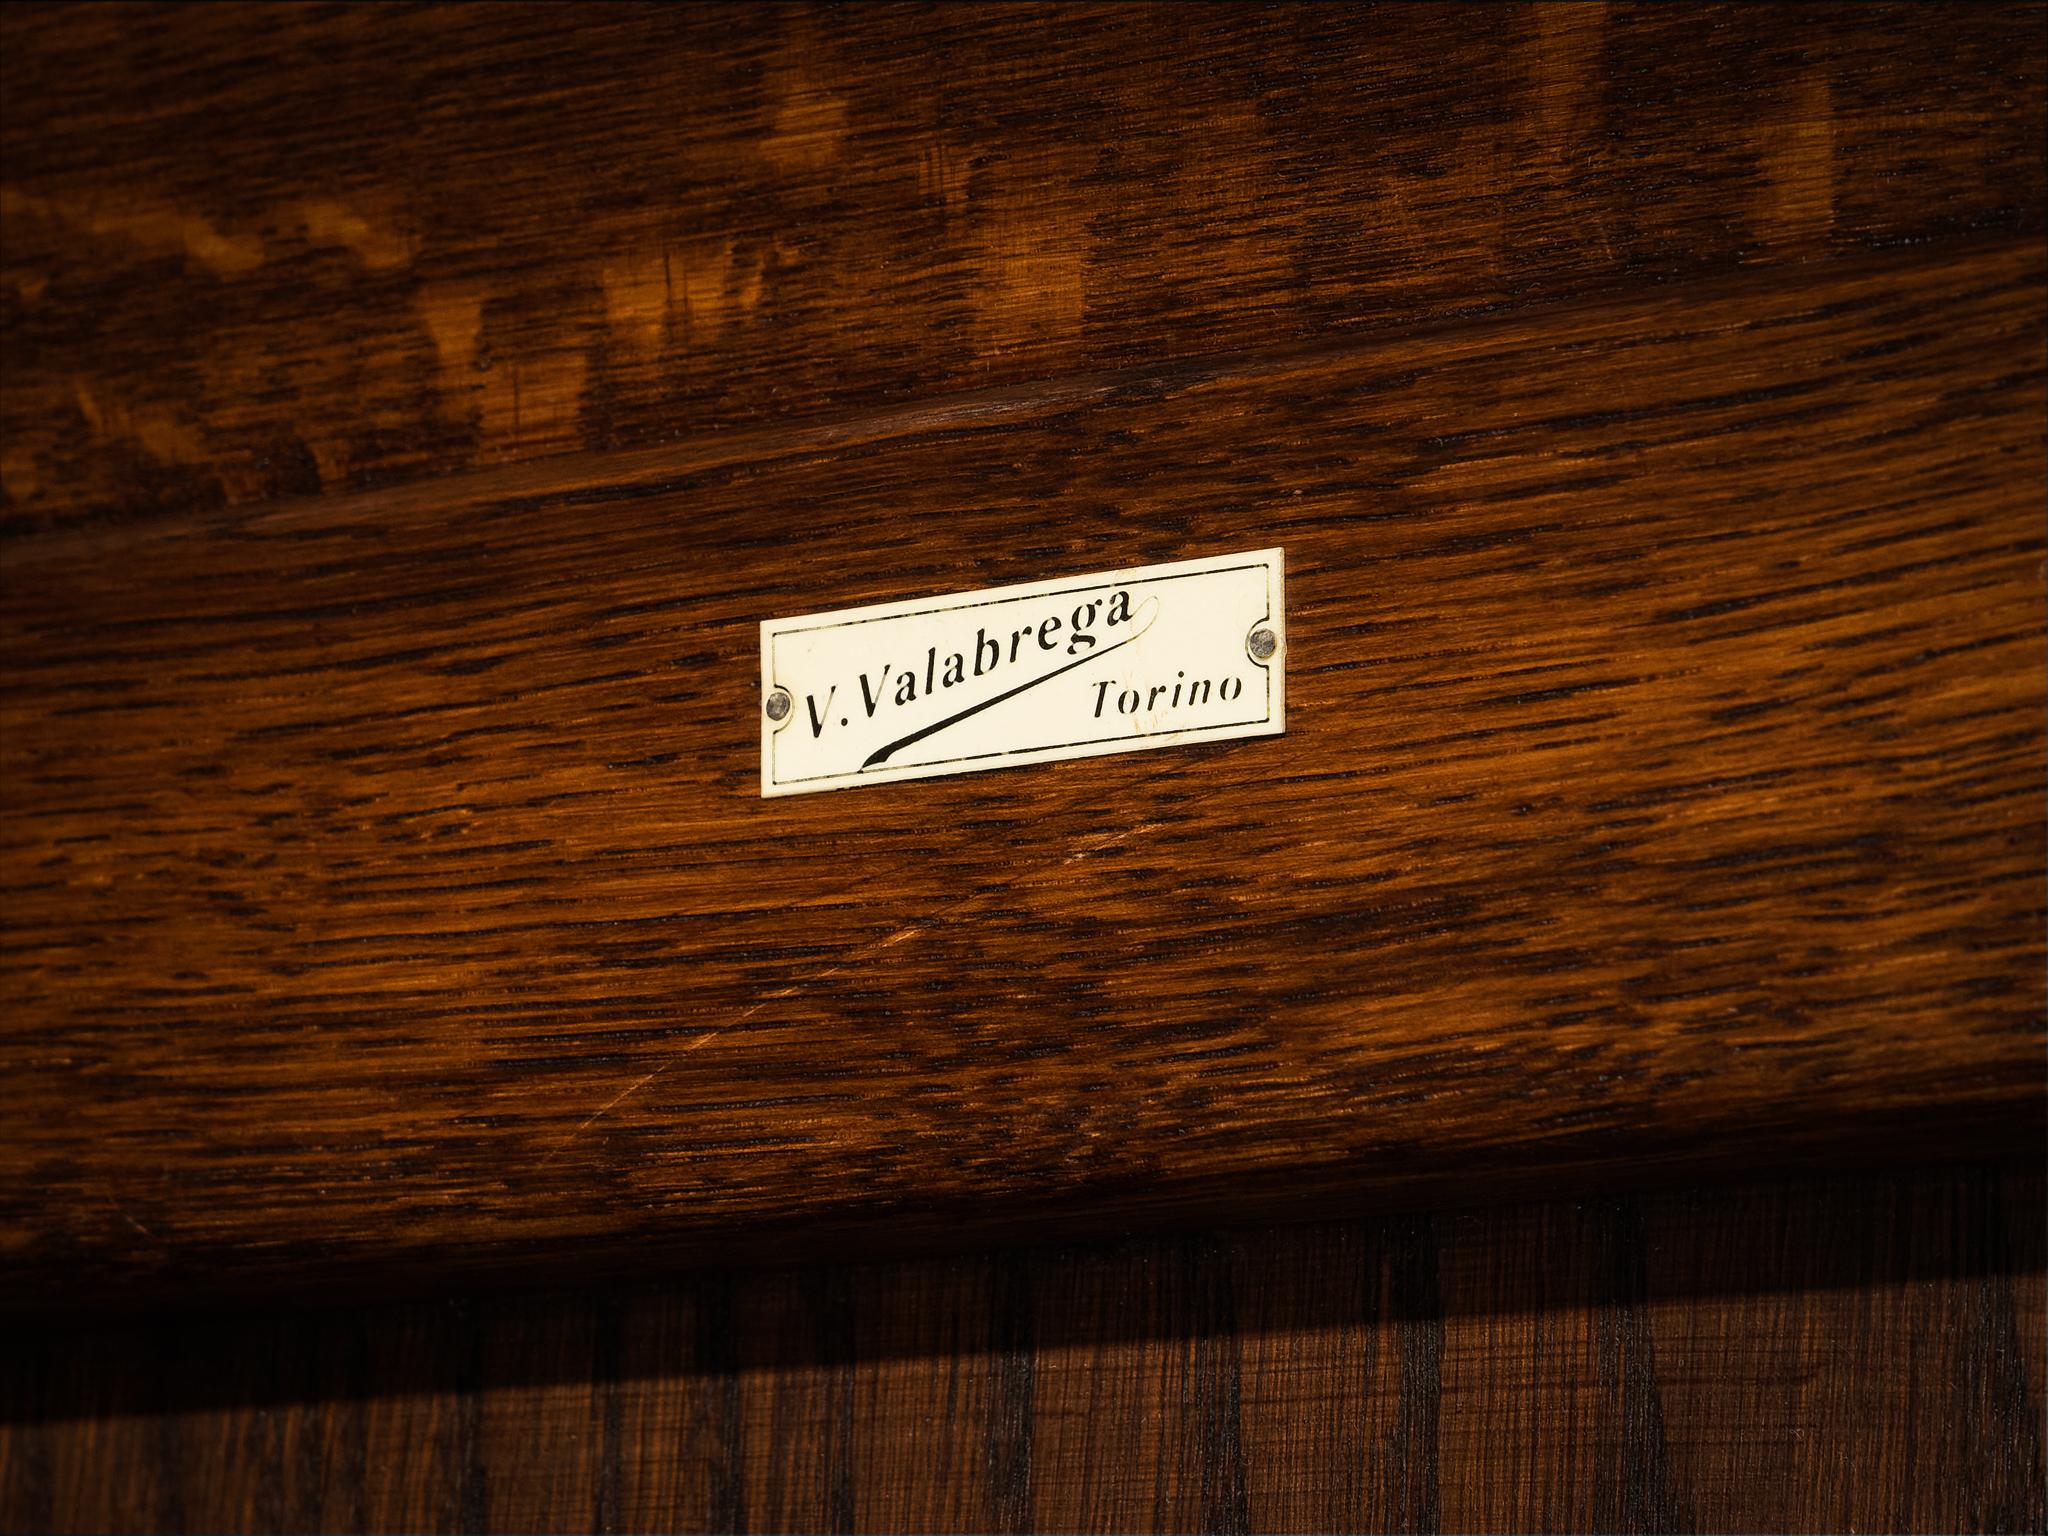 V. Valabrega
Torino